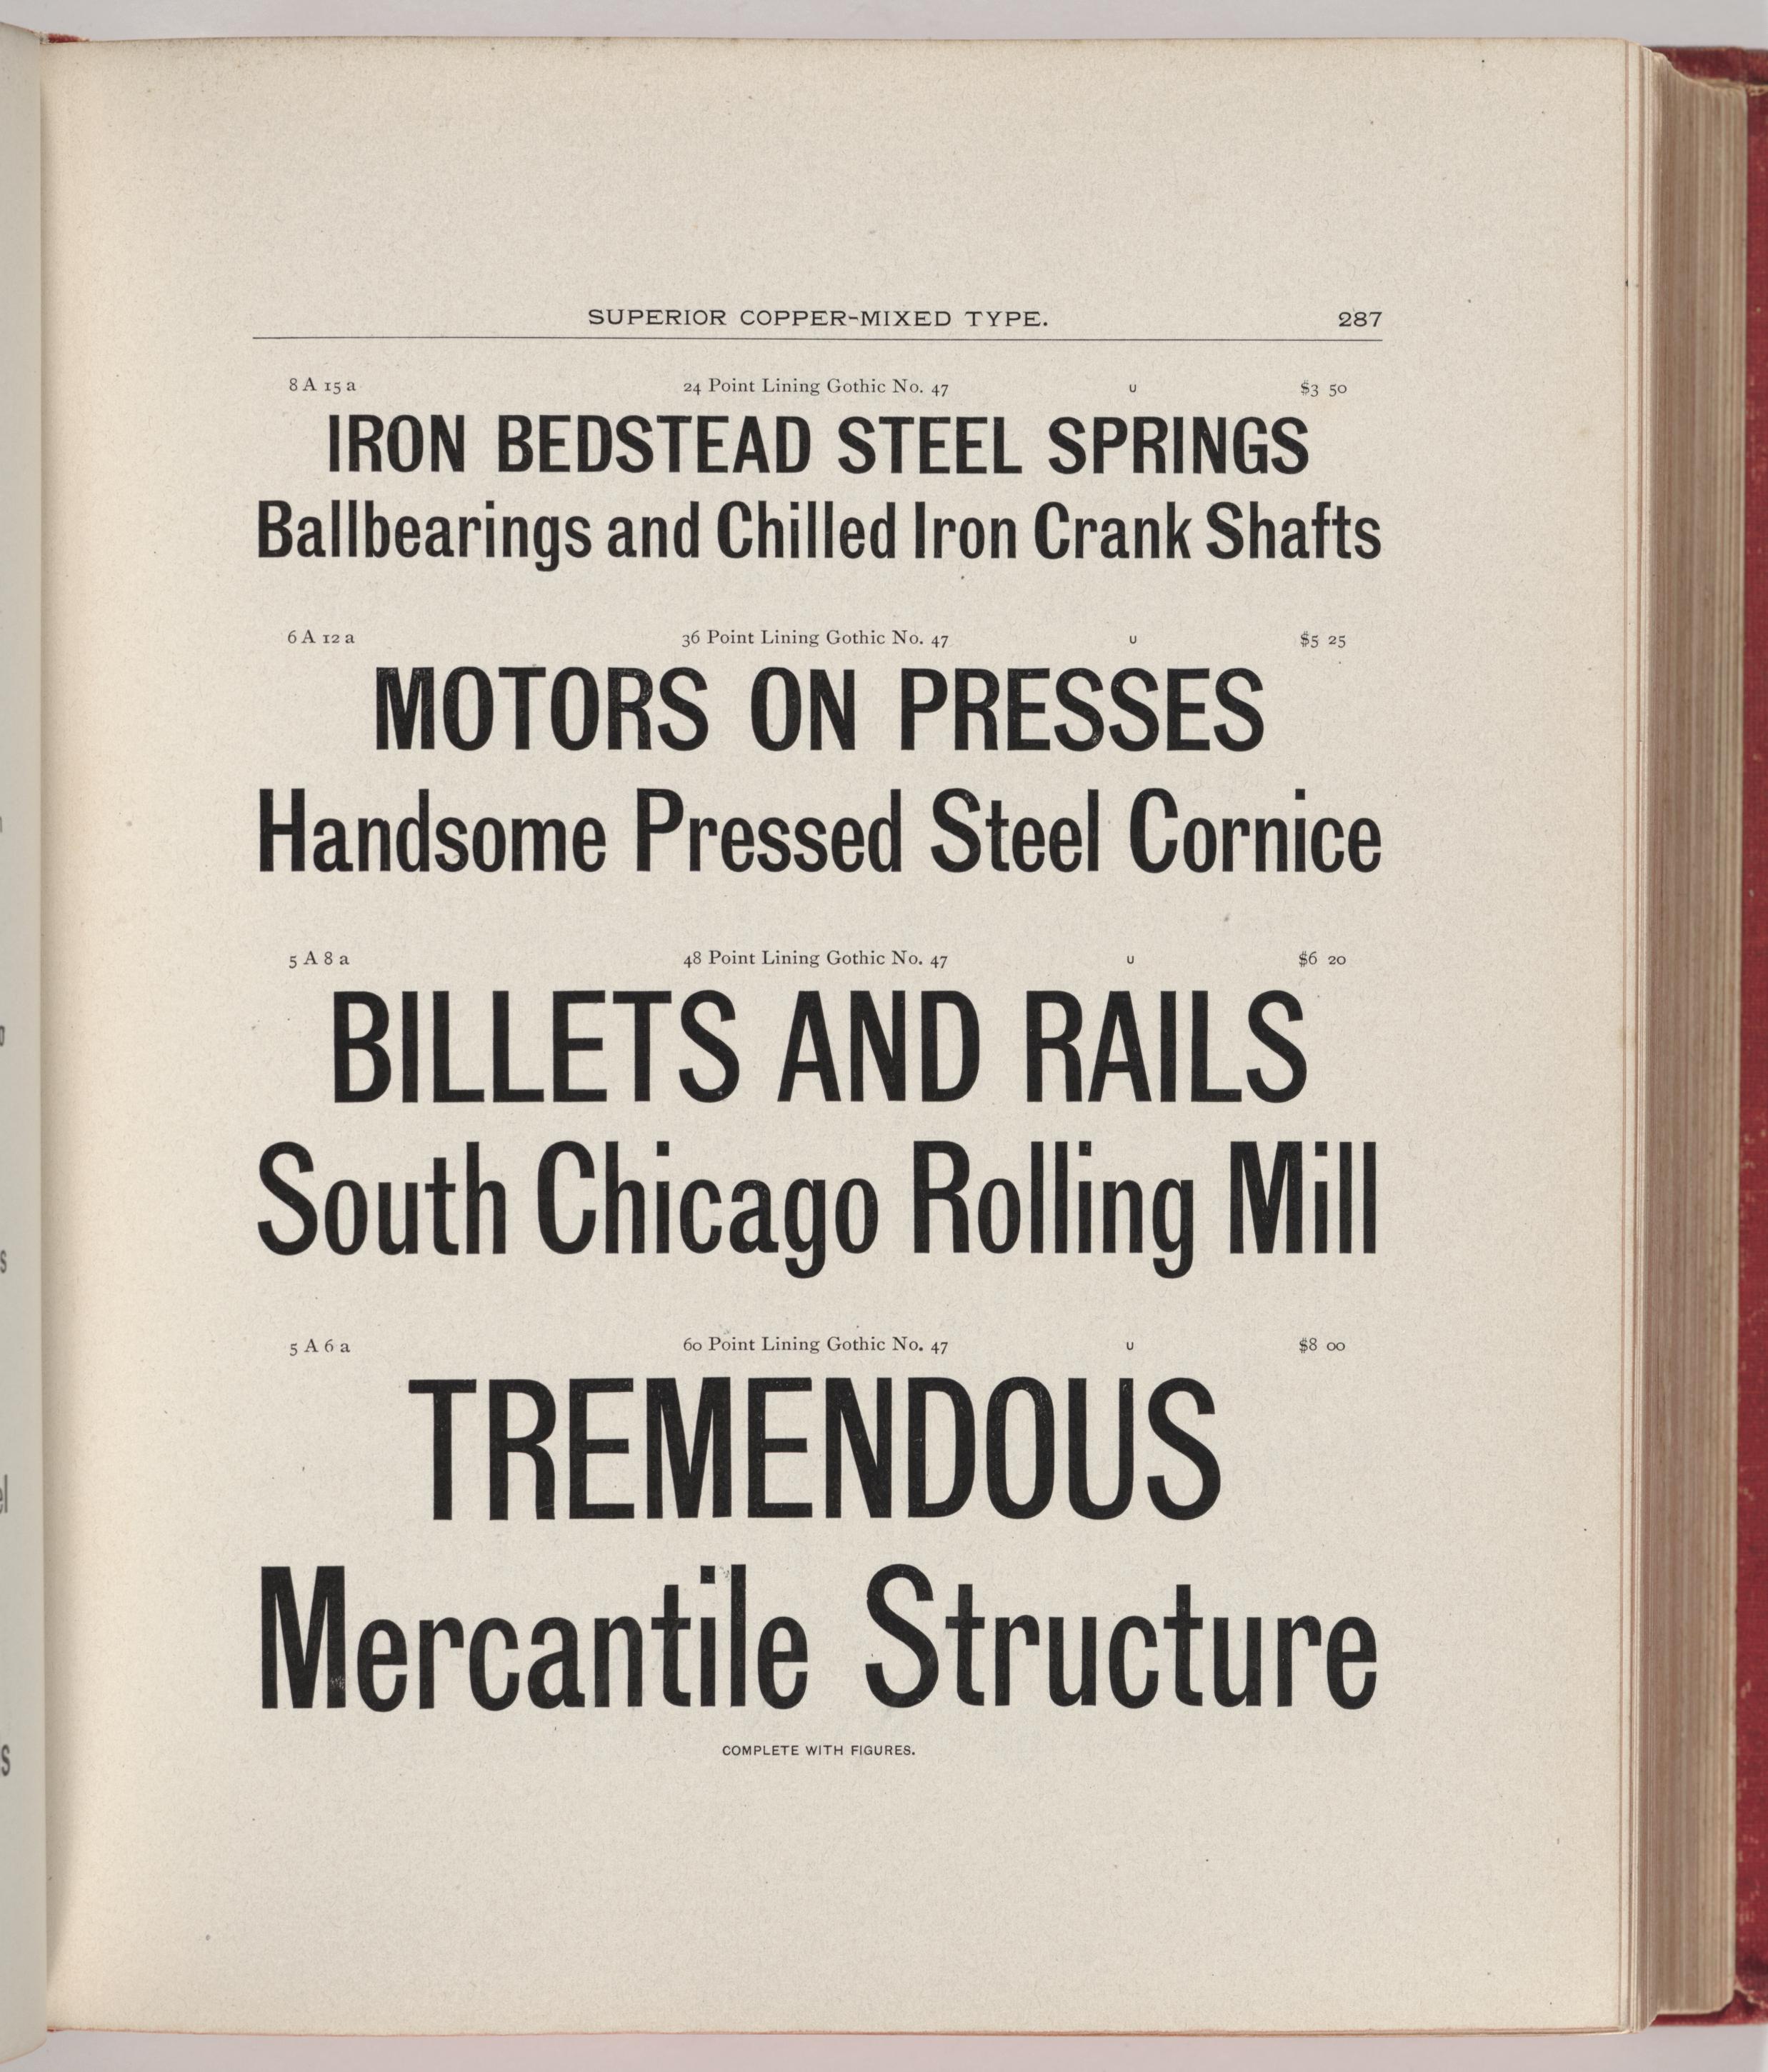 SUPERIOR COPPER-MIXED TYPE. 287
8 A 15 a 24 Point Lining Gothic No. 47 U $3 50
IRON BEDSTEAD STEEL SPRINGS
Ballbearings and Chilled Iron Crank Shafts
6 A 12 a 36 Point Lining Gothic No. 47 U $5 25
MOTORS ON PRESSES
Handsome Pressed Steel Cornice
5 A 8 a 48 Point Lining Gothic No. 47 U $6 20
BILLETS AND RAILS
South Chicago Rolling Mill
5 A 6 a 60 Point Lining Gothic No. 47 U $8 00
TREMENDOUS
Mercantile Structure
COMPLETE WITH FIGURES.